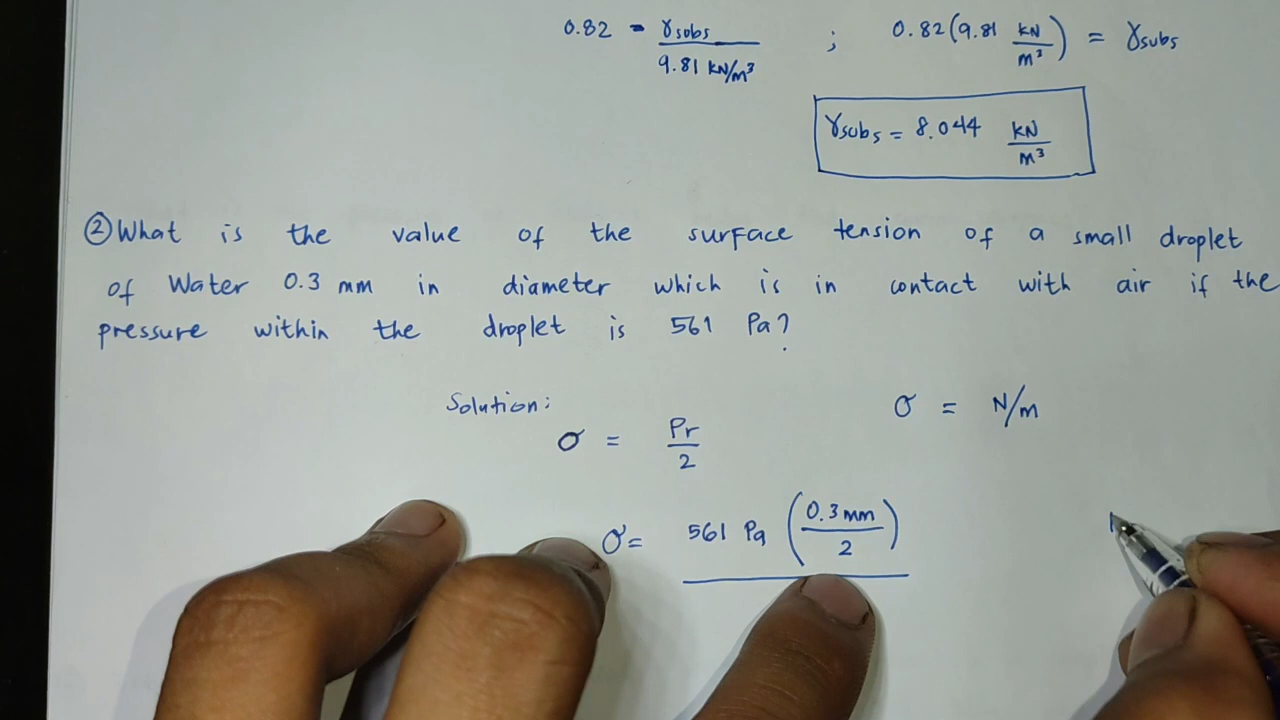 0.82 = γsubs / 9.81 kN/m³ ; 0.82(9.81 kN/m³) = γsubs
γsubs = 8.044 kN/m³
② What is the value of the surface tension of a small droplet
of Water 0.3 mm in diameter which is in contact with air if the
pressure within the droplet is 561 Pa?
Solution:
σ = N/m
σ = Pr/2
σ = 561 Pa (0.3 mm/2)